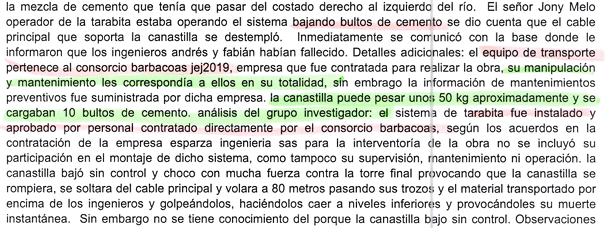 la mezcla de cemento que tenía que pasar del costado derecho al izquierdo del río.  El señor Jony Melo
operador de la tarabita estaba operando el sistema bajando bultos de cemento se dio cuenta que el cable
principal que soporta la canastilla se destempló.  Inmediatamente se comunicó con la base donde le
informaron que los ingenieros andrés y fabián habían fallecido. Detalles adicionales: el equipo de transporte
pertenece al consorcio barbacoas jej2019, empresa que fue contratada para realizar la obra, su manipulación
y mantenimiento les correspondía a ellos en su totalidad, sin embrago la información de mantenimientos
preventivos fue suministrada por dicha empresa. la canastilla puede pesar unos 50 kg aproximadamente y se
cargaban 10 bultos de cemento. análisis del grupo investigador: el sistema de tarabita fue instalado y
aprobado por personal contratado directamente por el consorcio barbacoas, según los acuerdos en la
contratación de la empresa esparza ingeniería sas para la interventoría de la obra no se incluyó su
participación en el montaje de dicho sistema, como tampoco su supervisión, mantenimiento ni operación. la
canastilla bajó sin control y choco con mucha fuerza contra la torre final provocando que la canastilla se
rompiera, se soltara del cable principal y volara a 80 metros pasando sus trozos y el material transportado por
encima de los ingenieros y golpeándolos, haciéndolos caer a niveles inferiores y provocándoles su muerte
instantánea.  Sin embargo no se tiene conocimiento del porque la canastilla bajo sin control. Observaciones